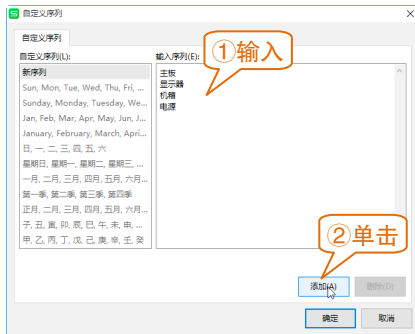 自定义序列
自定义序列
自定义序列(L):
输入序列(E):
①输入
新序列
Sun, Mon, Tue, Wed, Thu, Fri, ...
Sunday, Monday, Tuesday, We...
Jan, Feb, Mar, Apr, May, Jun, J...
January, February, March, Apri...
日, 一, 二, 三, 四, 五, 六
星期日, 星期一, 星期二, 星期三, ...
一月, 二月, 三月, 四月, 五月, 六月...
第一季, 第二季, 第三季, 第四季
正月, 二月, 三月, 四月, 五月, 六月...
子, 丑, 寅, 卯, 辰, 巳, 午, 未, 申, ...
甲, 乙, 丙, 丁, 戊, 己, 庚, 辛, 壬, 癸
主板
显示器
机箱
电源
②单击
添加(A)
删除(D)
确定
取消